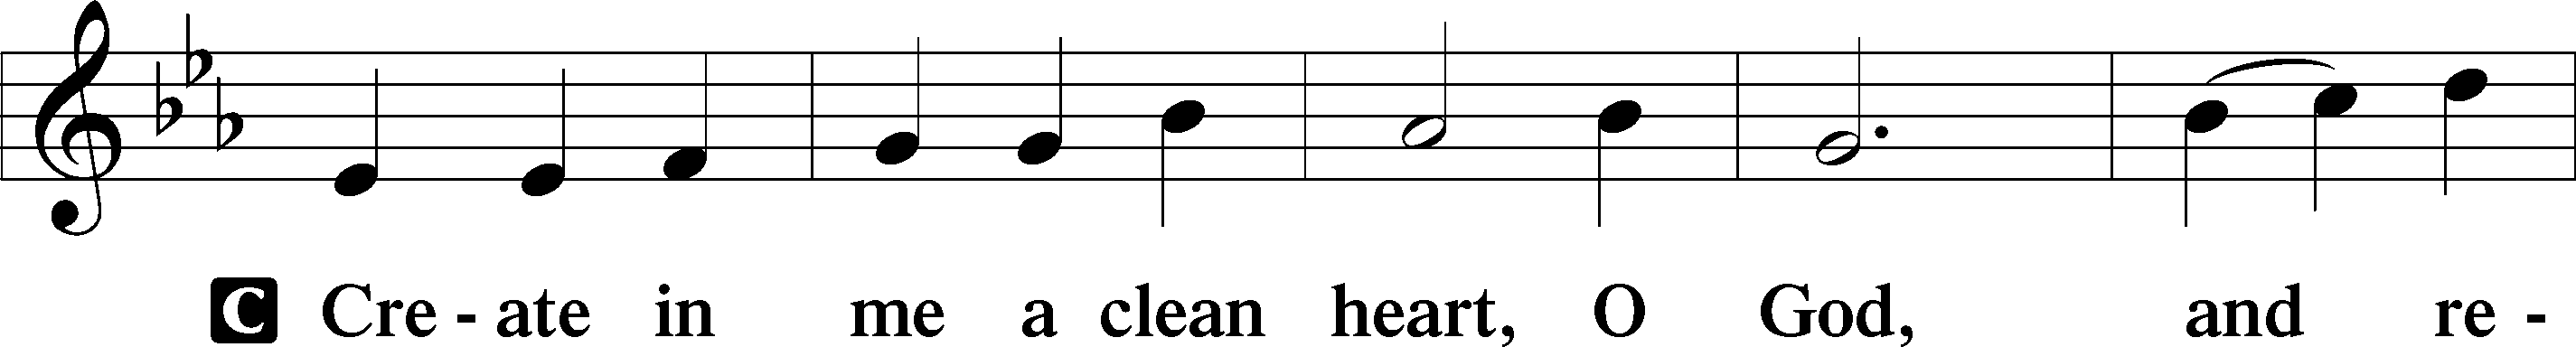 C Cre - ate in me a clean heart, O God, and re -